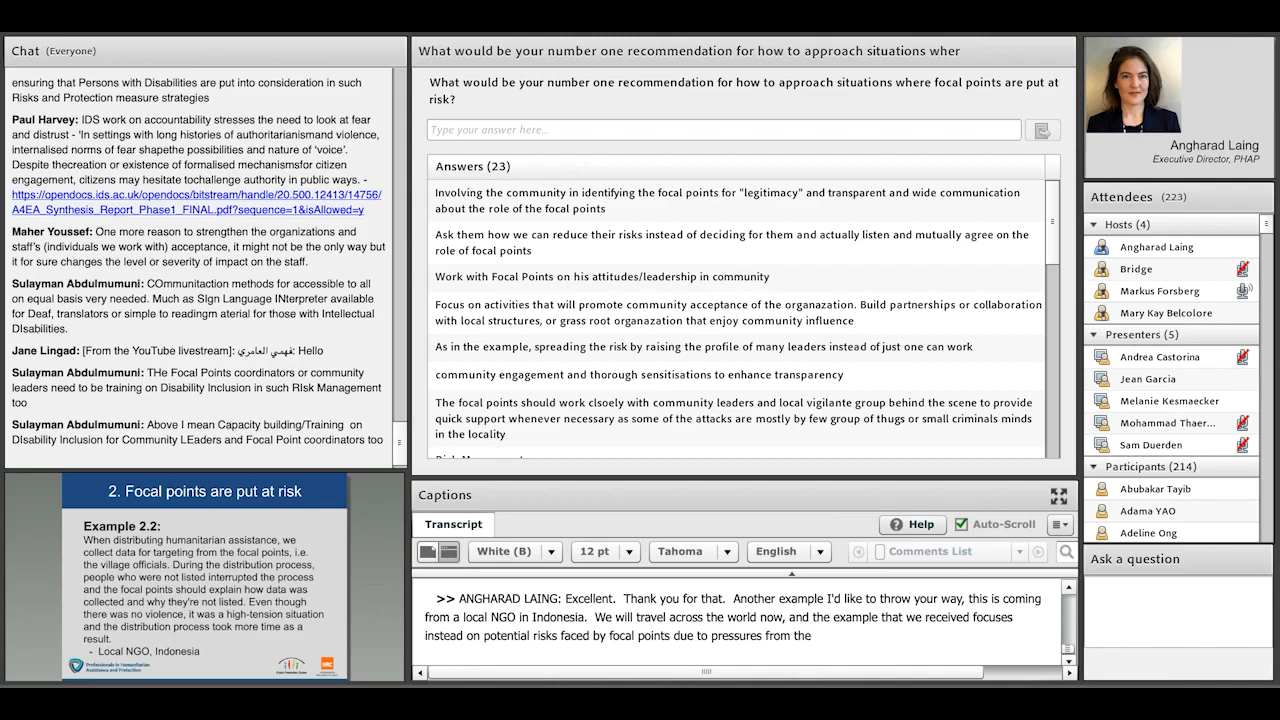 Chat (Everyone)
ensuring that Persons with Disabilities are put into consideration in such
Risks and Protection measure strategies
Paul Harvey: IDS work on accountability stresses the need to look at fear
and distrust - 'In settings with long histories of authoritarianismand violence,
internalised norms of fear shapethe possibilities and nature of 'voice'.
Despite thecreation or existence of formalised mechanismsfor citizen
engagement, citizens may hesitate tochallenge authority in public ways. -
https://opendocs.ids.ac.uk/opendocs/bitstream/handle/20.500.12413/14756/
A4EA_Synthesis_Report_Phase1_FINAL.pdf?sequence=1&isAllowed=y
Maher Youssef: One more reason to strengthen the organizations and
staff's (individuals we work with) acceptance, it might not be the only way but
it for sure changes the level or severity of impact on the staff.
Sulayman Abdulmumuni: COmmunitaction methods for accessible to all
on equal basis very needed. Much as SIgn Language INterpreter available
for Deaf, translators or simple to readingm aterial for those with Intellectual
DIsabilities.
Jane Lingad: [From the YouTube livestream]: فهمي العامري: Hello
Sulayman Abdulmumuni: THe Focal Points coordinators or community
leaders need to be training on Disability Inclusion in such RIsk Management
too
Sulayman Abdulmumuni: Above I mean Capacity building/Training on
DIsability Inclusion for Community LEaders and Focal Point coordinators too
2. Focal points are put at risk
Example 2.2:
When distributing humanitarian assistance, we
collect data for targeting from the focal points, i.e.
the village officials. During the distribution process,
people who were not listed interrupted the process
and the focal points should explain how data was
collected and why they're not listed. Even though
there was no violence, it was a high-tension situation
and the distribution process took more time as a
result.
- Local NGO, Indonesia
Professionals in Humanitarian
Assistance and Protection
NRC
What would be your number one recommendation for how to approach situations wher
What would be your number one recommendation for how to approach situations where focal points are put at
risk?
Type your answer here...
Answers (23)
Involving the community in identifying the focal points for "legitimacy" and transparent and wide communication
about the role of the focal points
Ask them how we can reduce their risks instead of deciding for them and actually listen and mutually agree on the
role of focal points
Work with Focal Points on his attitudes/leadership in community
Focus on activities that will promote community acceptance of the organazation. Build partnerships or collaboration
with local structures, or grass root organazation that enjoy community influence
As in the example, spreading the risk by raising the profile of many leaders instead of just one can work
community engagement and thorough sensitisations to enhance transparency
The focal points should work clsoely with community leaders and local vigilante group behind the scene to provide
quick support whenever necessary as some of the attacks are mostly by few group of thugs or small criminals minds
in the locality
Captions
Transcript
Help
Auto-Scroll
White (B)
12 pt
Tahoma
English
Comments List
>> ANGHARAD LAING: Excellent. Thank you for that. Another example I'd like to throw your way, this is coming
from a local NGO in Indonesia. We will travel across the world now, and the example that we received focuses
instead on potential risks faced by focal points due to pressures from the
Angharad Laing
Executive Director, PHAP
Attendees (223)
Hosts (4)
Angharad Laing
Bridge
Markus Forsberg
Mary Kay Belcolore
Presenters (5)
Andrea Castorina
Jean Garcia
Melanie Kesmaecker
Mohammad Thaer...
Sam Duerden
Participants (214)
Abubakar Tayib
Adama YAO
Adeline Ong
Ask a question